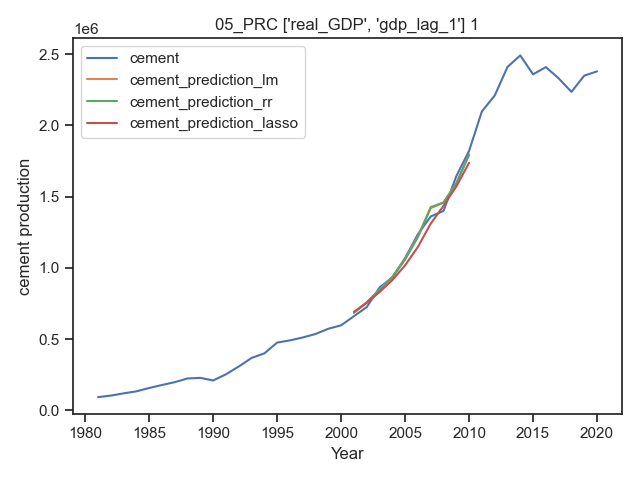 05_PRC ['real_GDP', 'gdp_lag_1'] 1
1e6
cement
cement_prediction_lm
cement_prediction_rr
cement_prediction_lasso
2.5
2.0
1.5
1.0
0.5
0.0
cement production
1980 1985 1990 1995 2000 2005 2010 2015 2020
Year